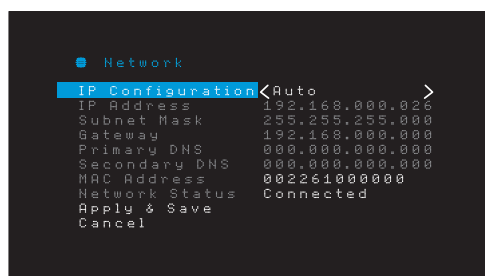 Network
IP Configuration <Auto >
IP Address 192.168.000.026
Subnet Mask 255.255.255.000
Gateway 192.168.000.000
Primary DNS 000.000.000.000
Secondary DNS 000.000.000.000
MAC Address 002261000000
Network Status Connected
Apply & Save
Cancel